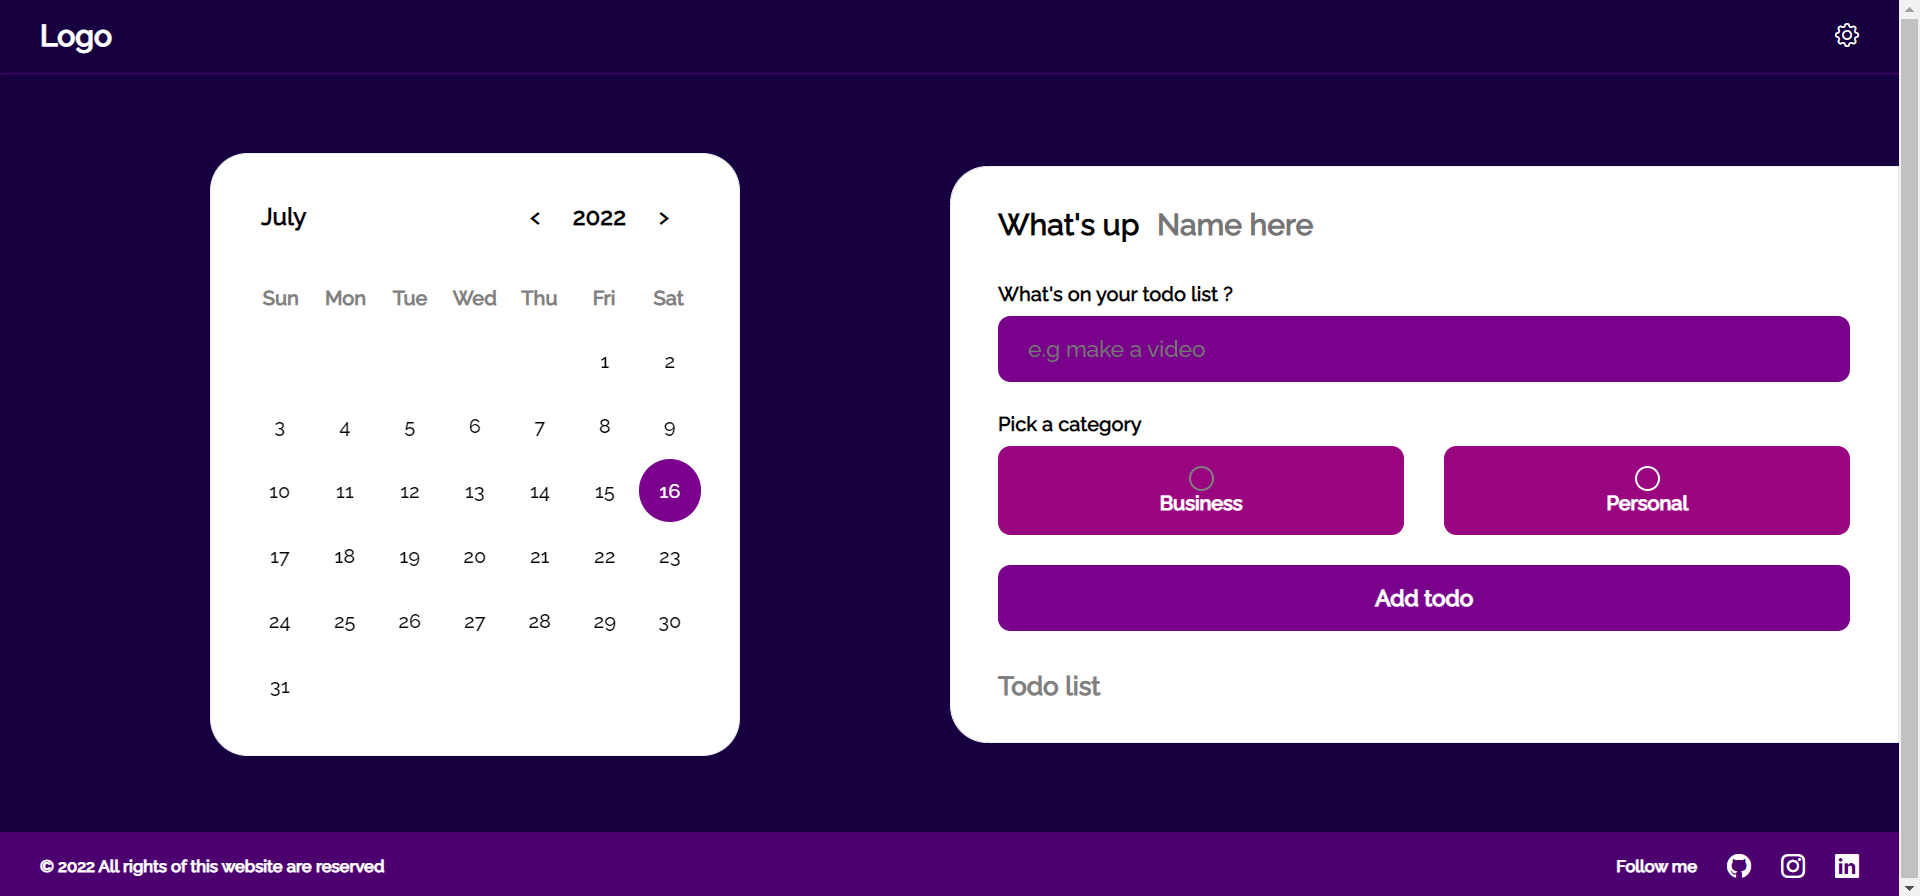 Logo
July < 2022 >
Sun Mon Tue Wed Thu Fri Sat
1 2
3 4 5 6 7 8 9
10 11 12 13 14 15 16
17 18 19 20 21 22 23
24 25 26 27 28 29 30
31
What's up Name here
What's on your todo list ?
e.g make a video
Pick a category
Business
Personal
Add todo
Todo list
© 2022 All rights of this website are reserved
Follow me